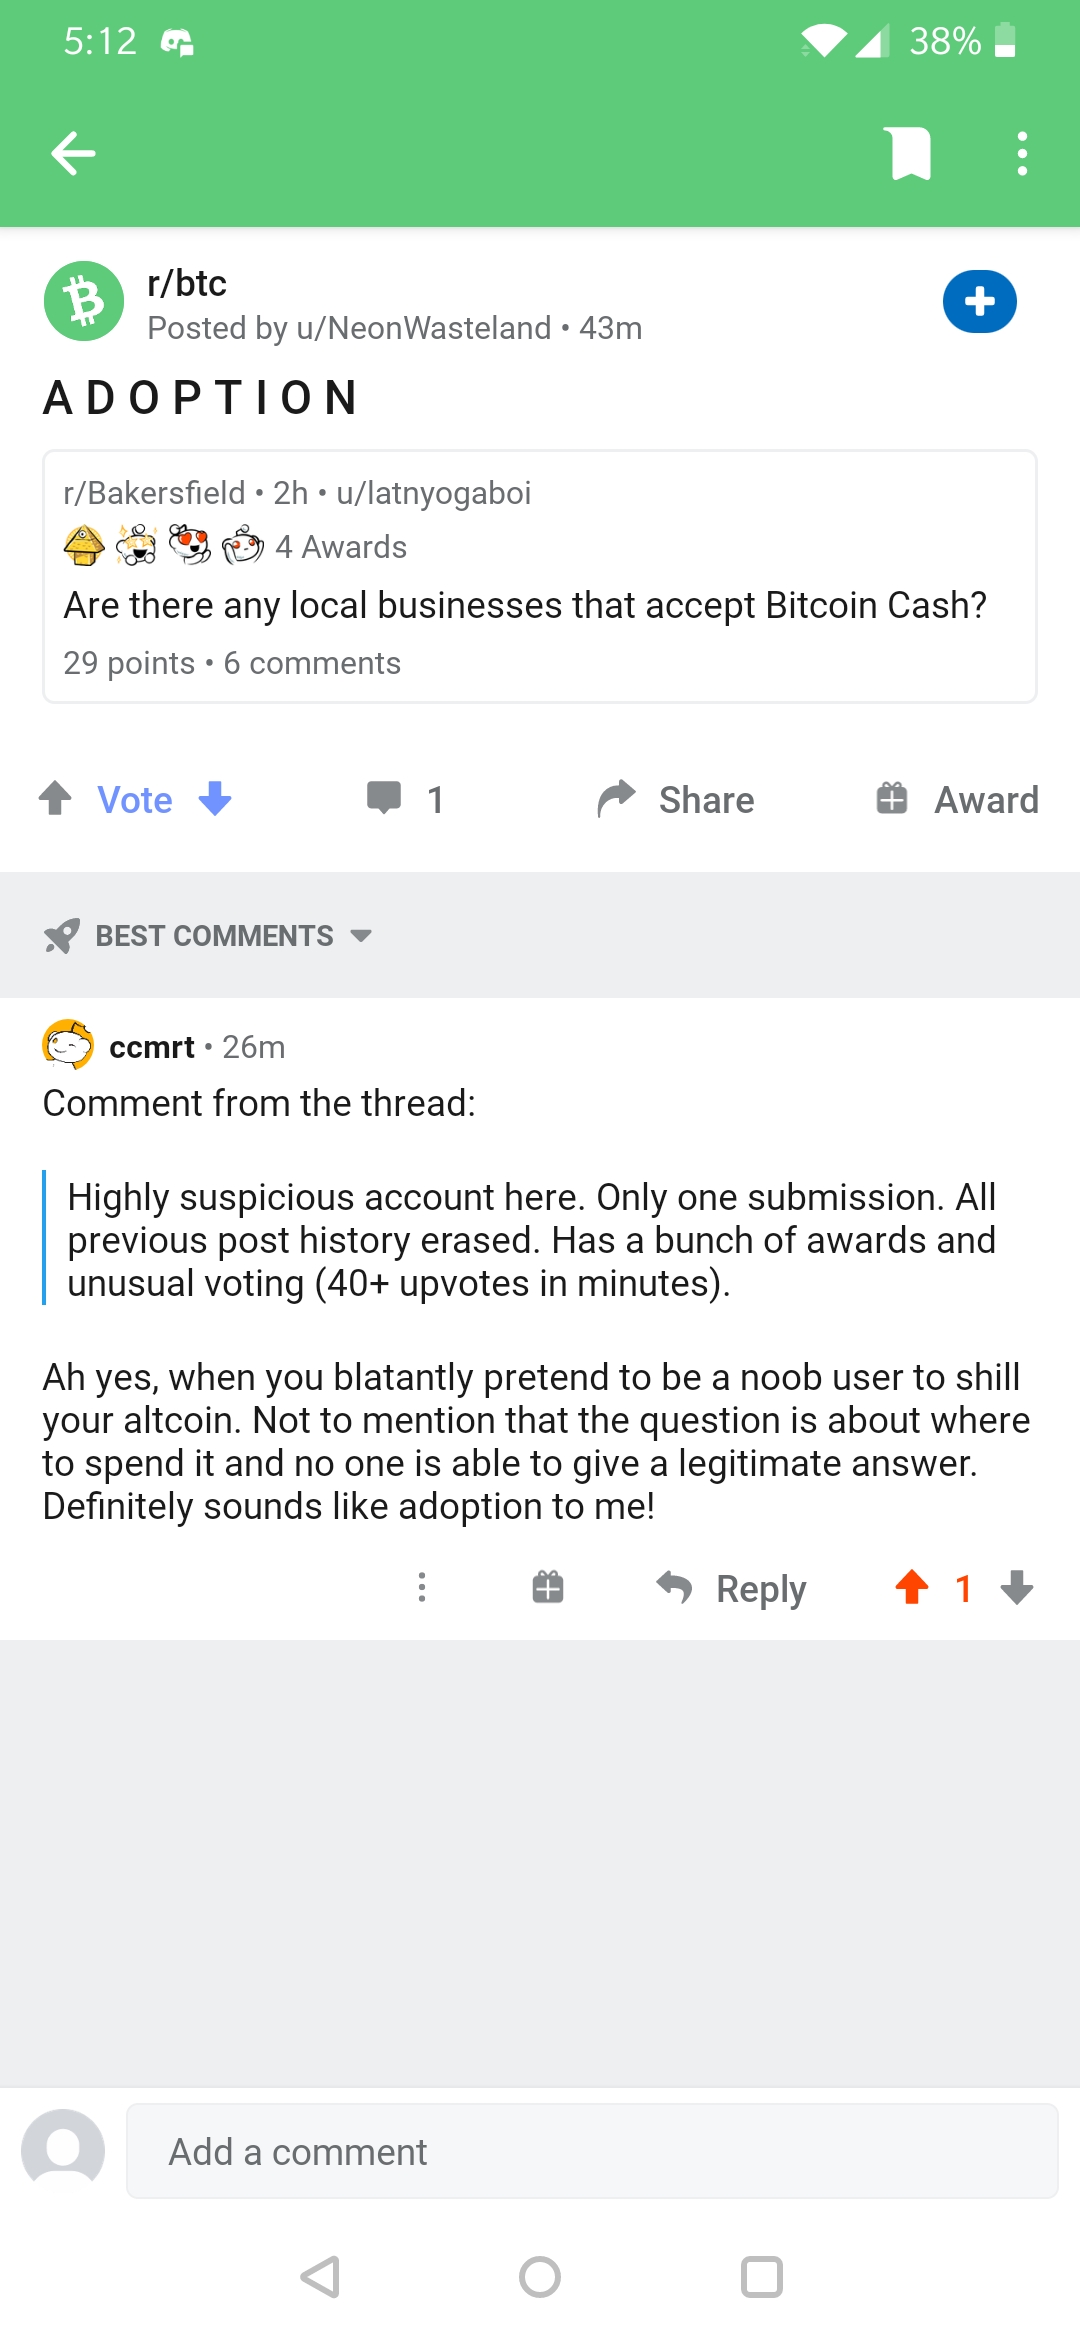 5:12
38%
r/btc
Posted by u/NeonWasteland • 43m
A D O P T I O N
r/Bakersfield • 2h • u/latnyogaboi
4 Awards
Are there any local businesses that accept Bitcoin Cash?
29 points • 6 comments
Vote
1
Share
Award
BEST COMMENTS
ccmrt • 26m
Comment from the thread:
Highly suspicious account here. Only one submission. All
previous post history erased. Has a bunch of awards and
unusual voting (40+ upvotes in minutes).
Ah yes, when you blatantly pretend to be a noob user to shill
your altcoin. Not to mention that the question is about where
to spend it and no one is able to give a legitimate answer.
Definitely sounds like adoption to me!
Reply
1
Add a comment